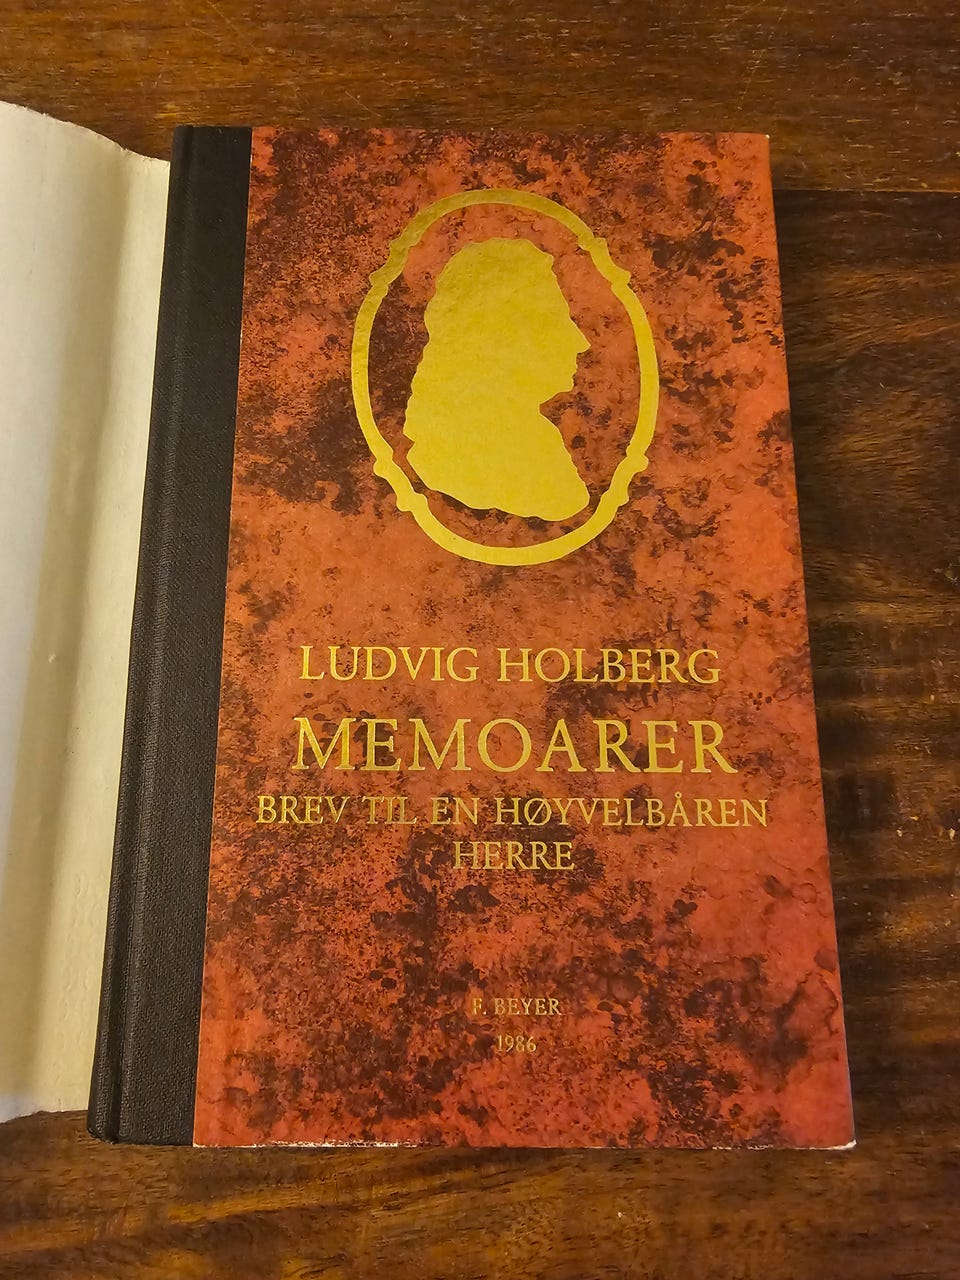 LUDVIG HOLBERG
MEMOARER
BREV TIL EN HØYVELBÅREN
HERRE
F. BEYER
1986